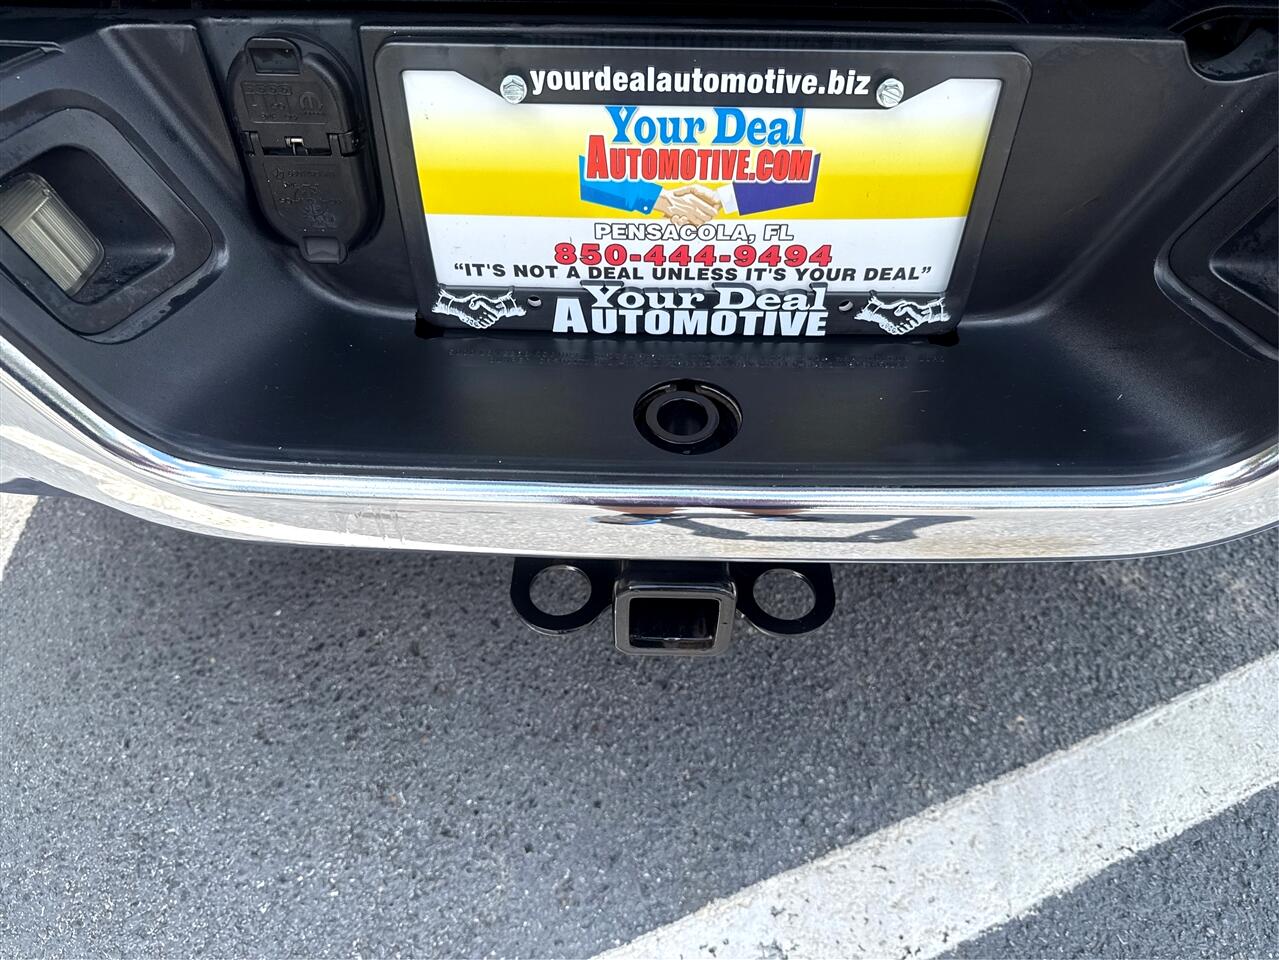 yourdealautomotive.biz
Your Deal
AUTOMOTIVE.COM
PENSACOLA, FL
850-444-9494
“IT'S NOT A DEAL UNLESS IT'S YOUR DEAL”
Your Deal
AUTOMOTIVE